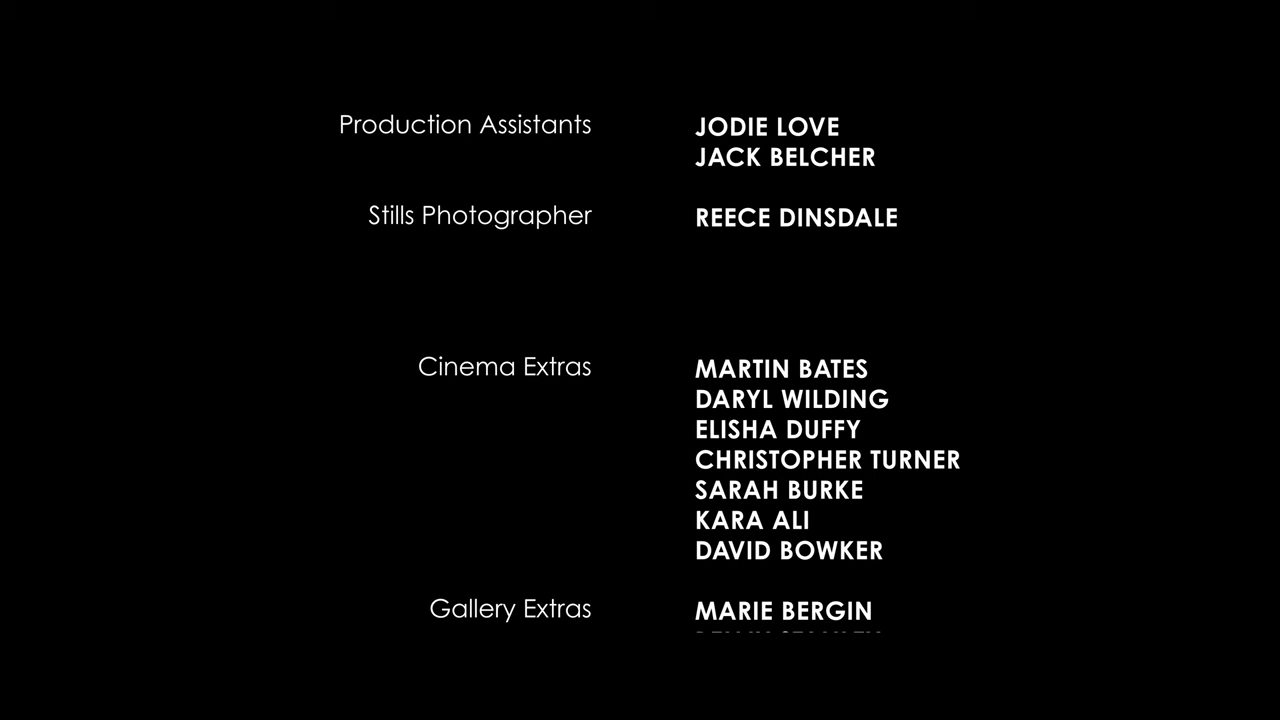 Production Assistants JODIE LOVE
JACK BELCHER
Stills Photographer REECE DINSDALE
Cinema Extras MARTIN BATES
DARYL WILDING
ELISHA DUFFY
CHRISTOPHER TURNER
SARAH BURKE
KARA ALI
DAVID BOWKER
Gallery Extras MARIE BERGIN